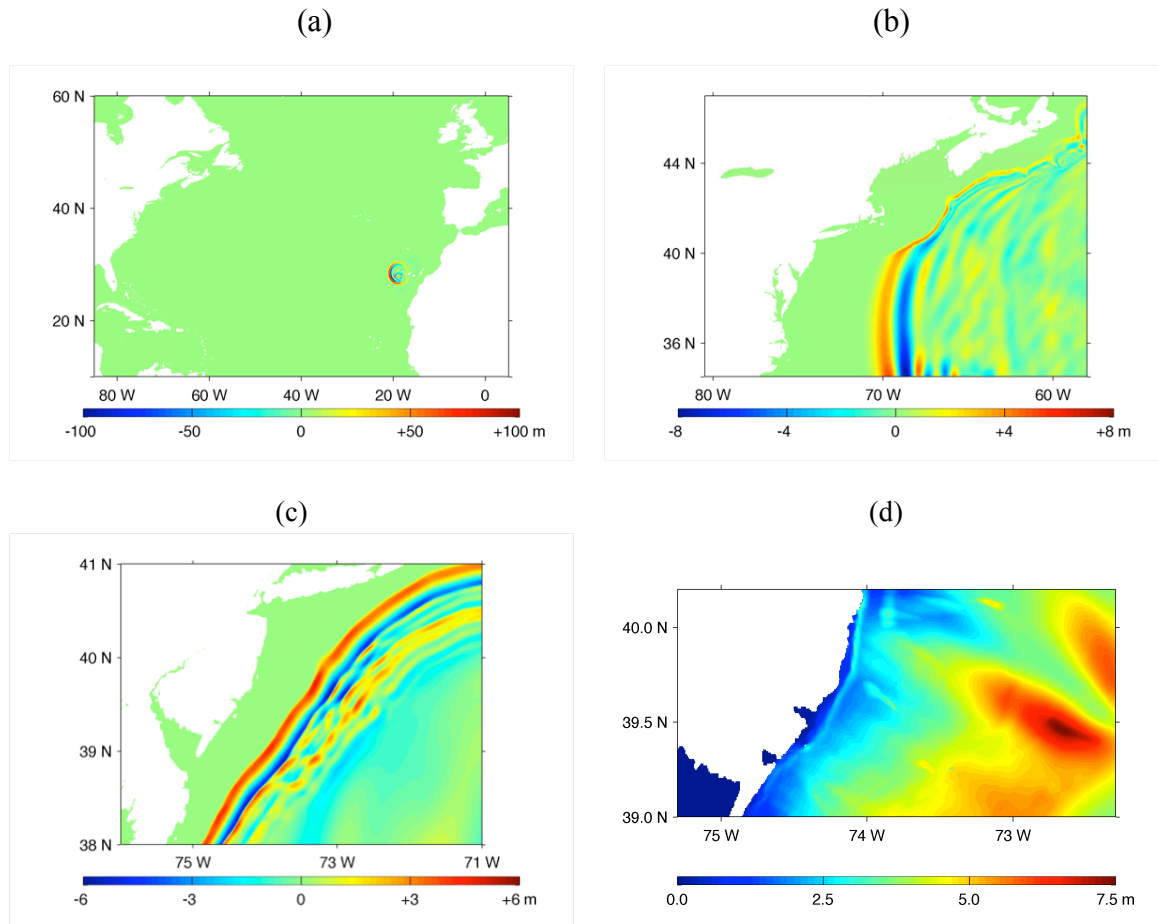 (a)
60 N
40 N
20 N
80 W 60 W 40 W 20 W 0
-100 -50 0 +50 +100 m
(b)
44 N
40 N
36 N
80 W 70 W 60 W
-8 -4 0 +4 +8 m
(c)
41 N
40 N
39 N
38 N
75 W 73 W 71 W
-6 -3 0 +3 +6 m
(d)
40.0 N
39.5 N
39.0 N
75 W 74 W 73 W
0.0 2.5 5.0 7.5 m